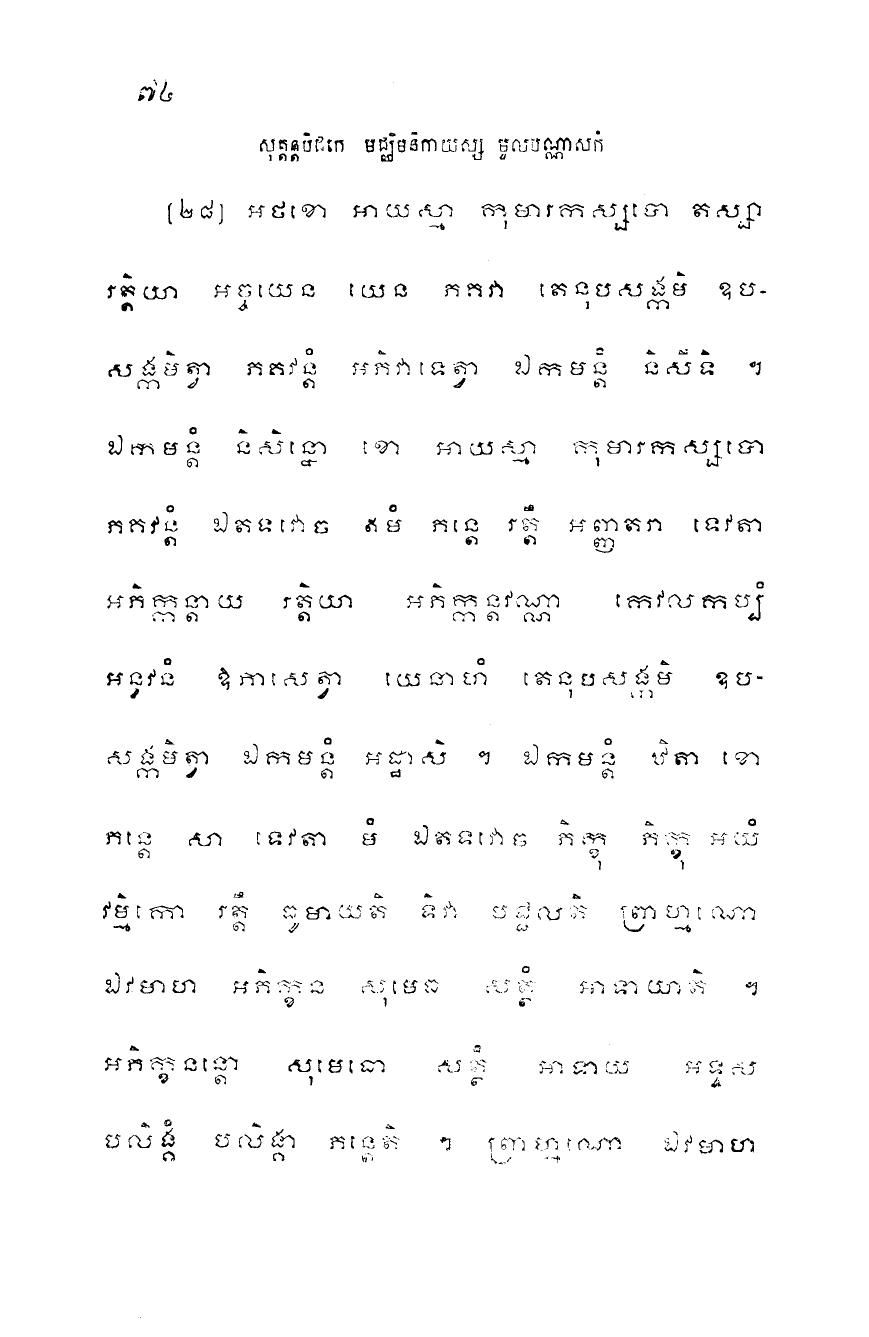 ៧៤
សុត្តន្តបិដកេ មជ្ឈិមនិកាយស្ស មូលបណ្ណាសកំ
[២៨] អថខោ អាយស្មា កុមារកស្សបោ តស្សា
រត្តិយា អច្ចយេន យេន ភគវា តេនុបសង្កមិ ឧប-
សង្កមិត្វា ភគវន្តំ អភិវាទេត្វា ឯកមន្តំ និសីទិ ។
ឯកមន្តំ និសិន្នោ ខោ អាយស្មា កុមារកស្សបោ
ភគវន្តំ ឯតទវោច ឥមំ ភន្តេ រត្តឹ អញ្ញតរា ទេវតា
អភិក្កន្តាយ រត្តិយា អភិក្កន្តវណ្ណា កេវលកប្បំ
អន្ធវនំ ឱភាសេត្វា យេនាហំ តេនុបសង្កមិ ឧប-
សង្កមិត្វា ឯកមន្តំ អដ្ឋាសិ ។ ឯកមន្តំ ឋិតា ខោ
ភន្តេ សា ទេវតា មំ ឯតទវោច ភិក្ខុ ភិក្ខុ អយំ
វម្មិកោ រត្តឹ ធូមាយតិ ទិវា បជ្ជលតិ ព្រាហ្មណោ
ឯវមាហ អភិក្ខន សុមេធ សត្ថំ អាទាយាតិ ។
អភិក្ខនន្តោ សុមេធោ សត្ថំ អាទាយ អទ្ទស
បលិង្គំ បលិង្គា ភន្តេតិ ។ ព្រាហ្មណោ ឯវមាហ